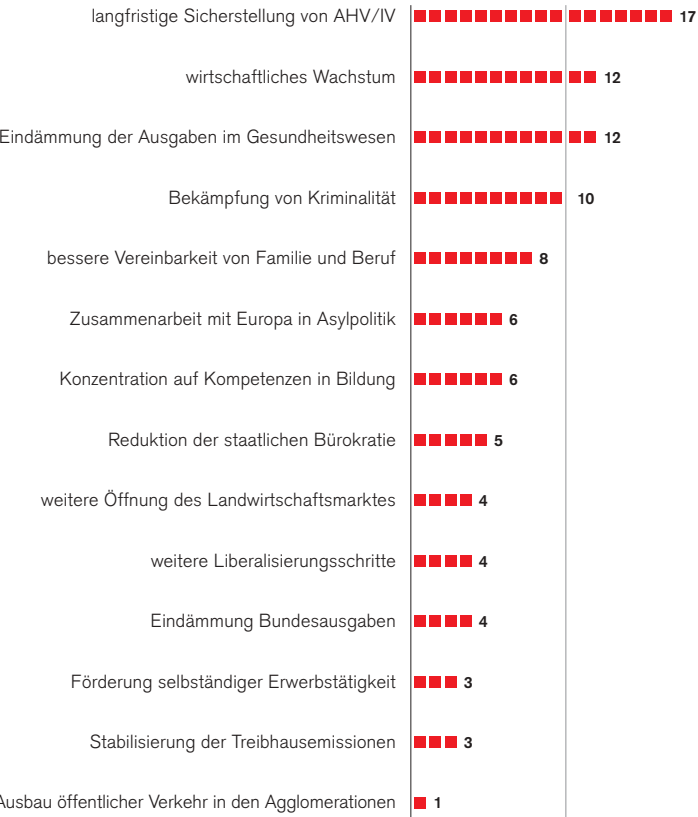 langfristige Sicherstellung von AHV/IV 17
wirtschaftliches Wachstum 12
Eindämmung der Ausgaben im Gesundheitswesen 12
Bekämpfung von Kriminalität 10
bessere Vereinbarkeit von Familie und Beruf 8
Zusammenarbeit mit Europa in Asylpolitik 6
Konzentration auf Kompetenzen in Bildung 6
Reduktion der staatlichen Bürokratie 5
weitere Öffnung des Landwirtschaftsmarktes 4
weitere Liberalisierungsschritte 4
Eindämmung Bundesausgaben 4
Förderung selbständiger Erwerbstätigkeit 3
Stabilisierung der Treibhausemissionen 3
Ausbau öffentlicher Verkehr in den Agglomerationen 1